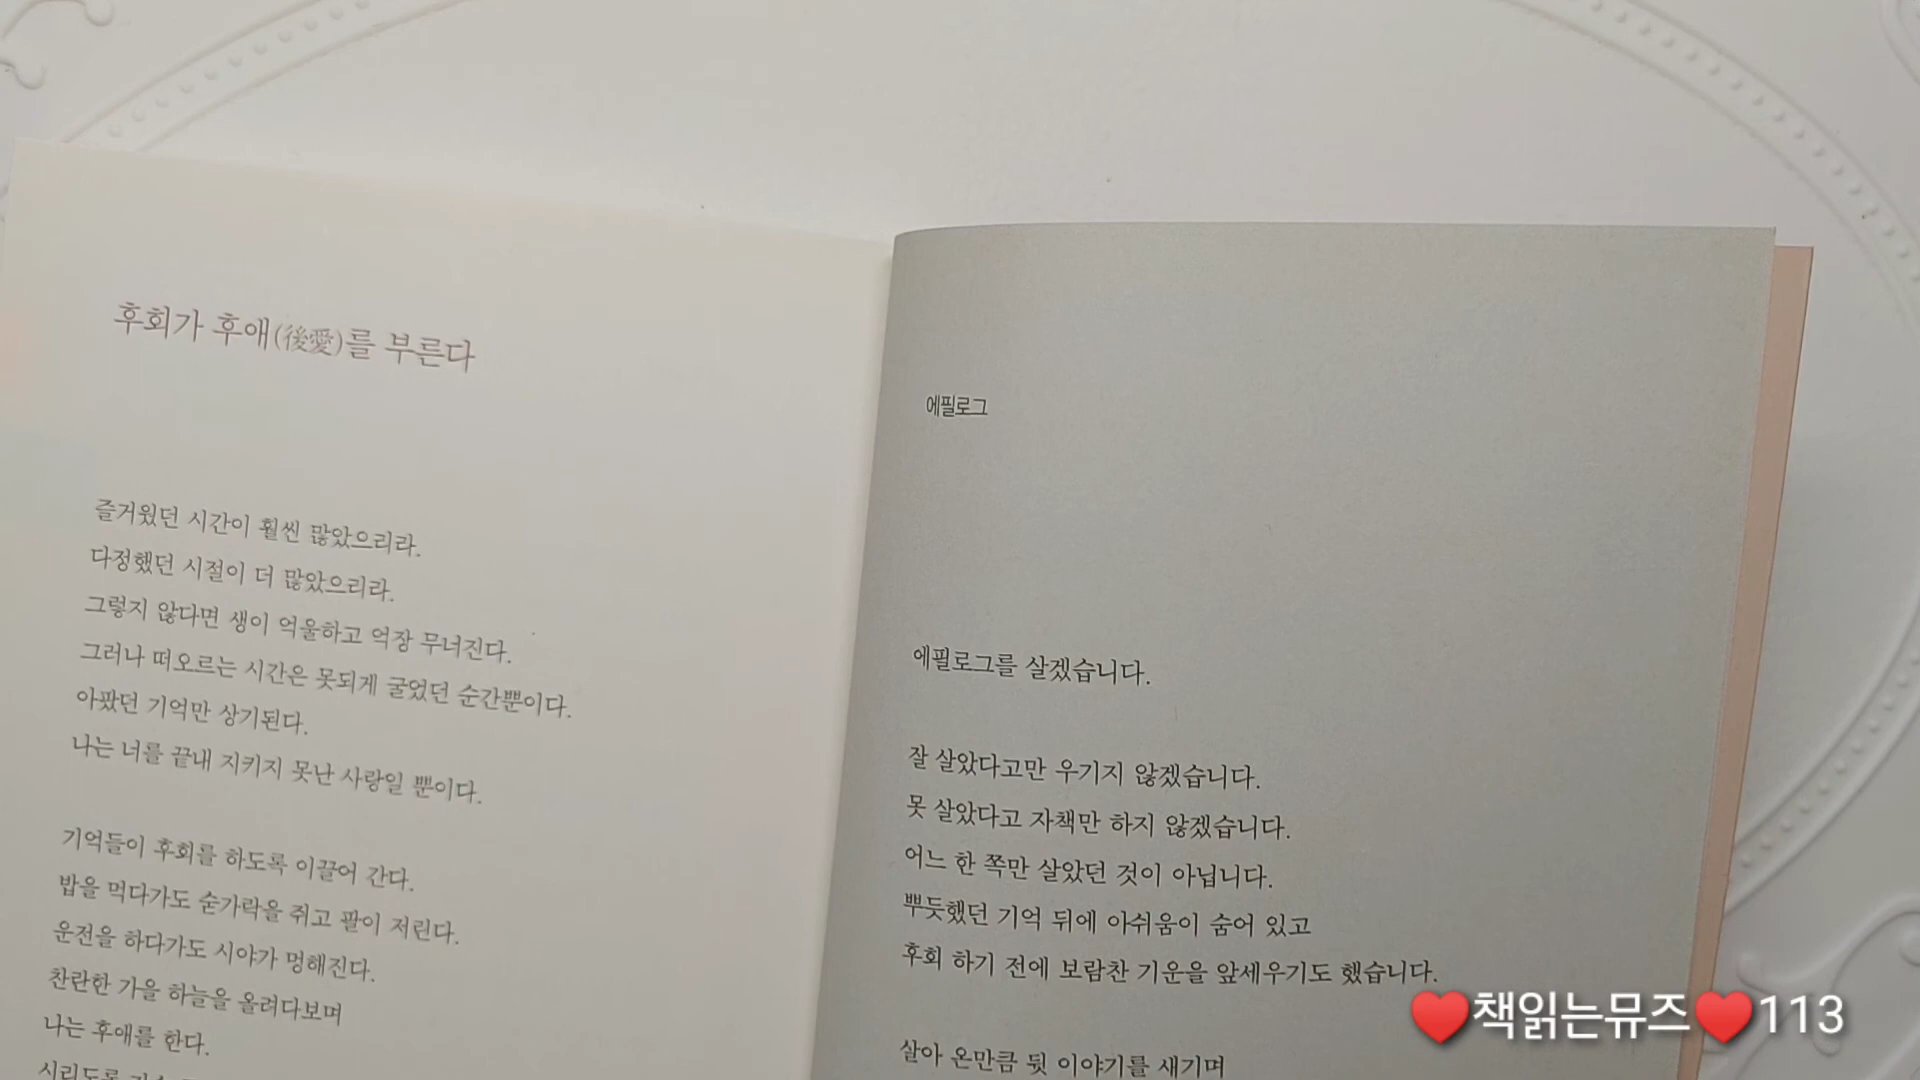 후회가 후애(後愛)를 부른다
즐거웠던 시간이 훨씬 많았으리라.
다정했던 시절이 더 많았으리라.
그렇지 않다면 생이 억울하고 억장 무너진다.
그러나 떠오르는 시간은 못되게 굴었던 순간뿐이다.
아팠던 기억만 상기된다.
나는 너를 끝내 지키지 못난 사랑일 뿐이다.
기억들이 후회를 하도록 이끌어 간다.
밥을 먹다가도 숟가락을 쥐고 팔이 저린다.
운전을 하다가도 시야가 멍해진다.
찬란한 가을 하늘을 올려다보며
나는 후애를 한다.
시리도록
에필로그
에필로그를 살겠습니다.
잘 살았다고만 우기지 않겠습니다.
못 살았다고 자책만 하지 않겠습니다.
어느 한 쪽만 살았던 것이 아닙니다.
뿌듯했던 기억 뒤에 아쉬움이 숨어 있고
후회 하기 전에 보람찬 기운을 앞세우기도 했습니다.
살아 온만큼 뒷 이야기를 새기며
❤️책읽는뮤즈❤️113